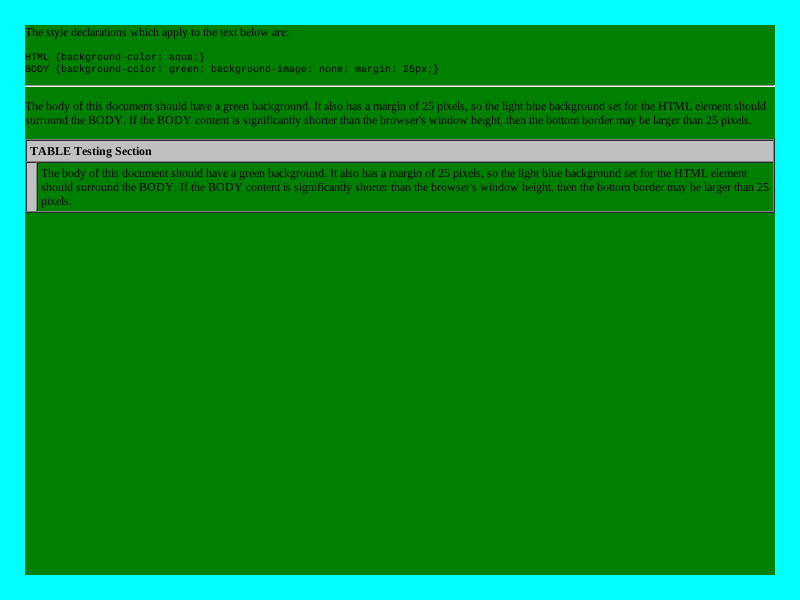 The style declarations which apply to the text below are:
HTML {background-color: aqua;}
BODY {background-color: green; background-image: none; margin: 25px;}
The body of this document should have a green background. It also has a margin of 25 pixels, so the light blue background set for the HTML element should
surround the BODY. If the BODY content is significantly shorter than the browser's window height, then the bottom border may be larger than 25 pixels.
TABLE Testing Section
The body of this document should have a green background. It also has a margin of 25 pixels, so the light blue background set for the HTML element
should surround the BODY. If the BODY content is significantly shorter than the browser's window height, then the bottom border may be larger than 25
pixels.